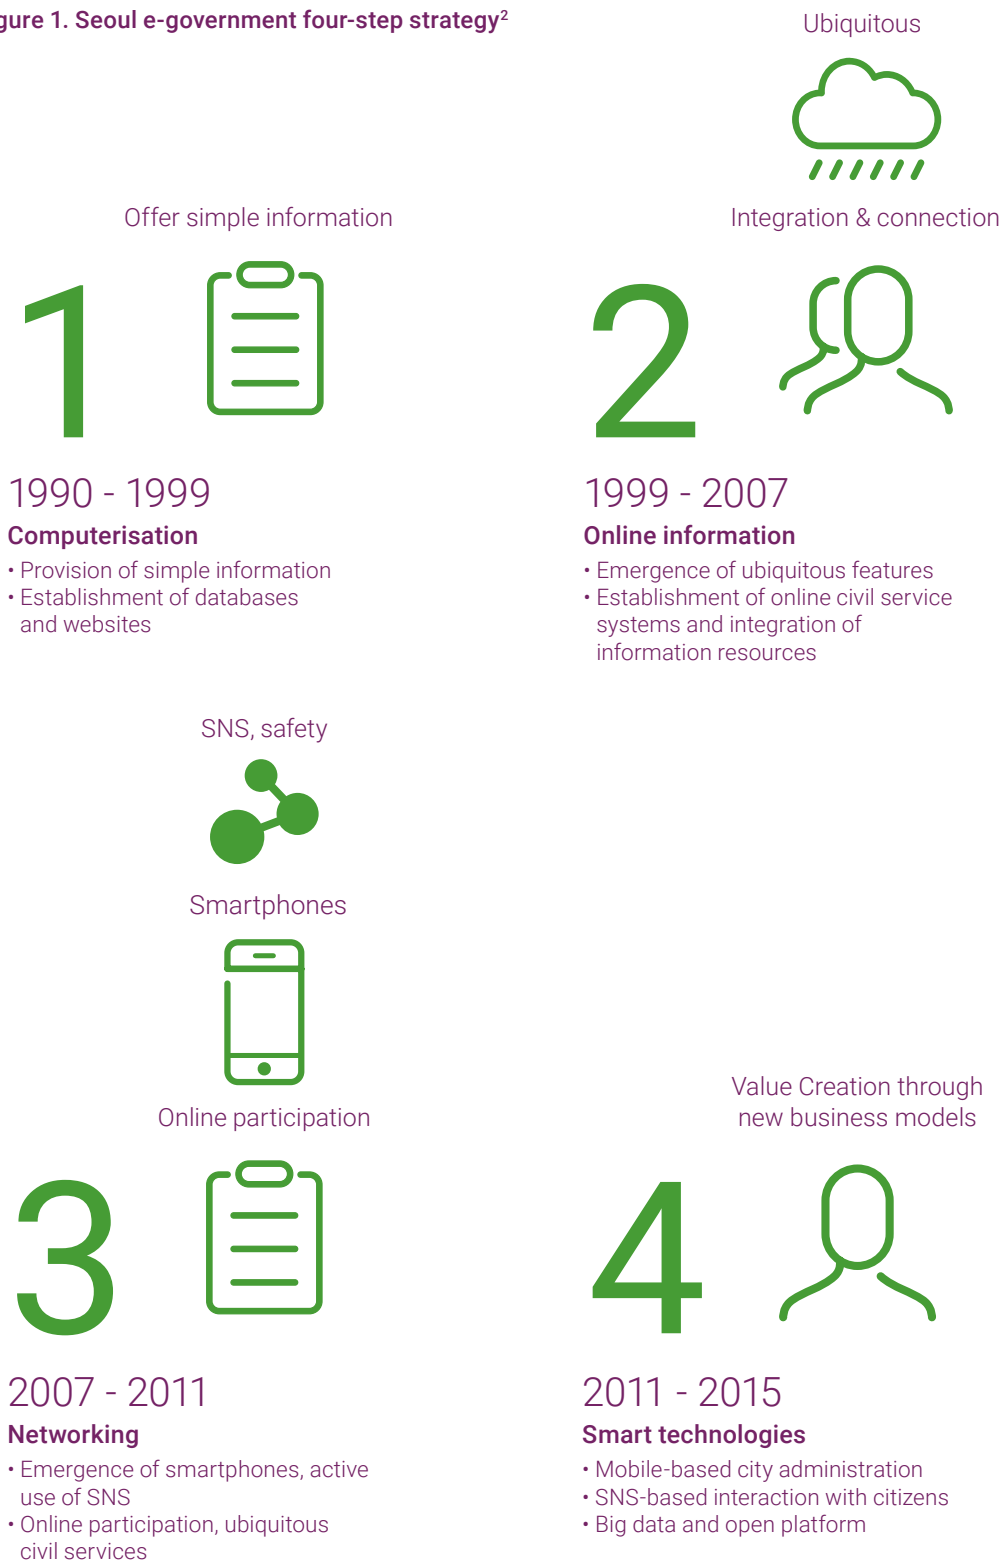 gure 1. Seoul e-government four-step strategy²
Ubiquitous
Offer simple information
Integration & connection
1
2
1990 - 1999
Computerisation
• Provision of simple information
• Establishment of databases
and websites
1999 - 2007
Online information
• Emergence of ubiquitous features
• Establishment of online civil service
systems and integration of
information resources
SNS, safety
Smartphones
Online participation
3
Value Creation through
new business models
4
2007 - 2011
Networking
• Emergence of smartphones, active
use of SNS
• Online participation, ubiquitous
civil services
2011 - 2015
Smart technologies
• Mobile-based city administration
• SNS-based interaction with citizens
• Big data and open platform